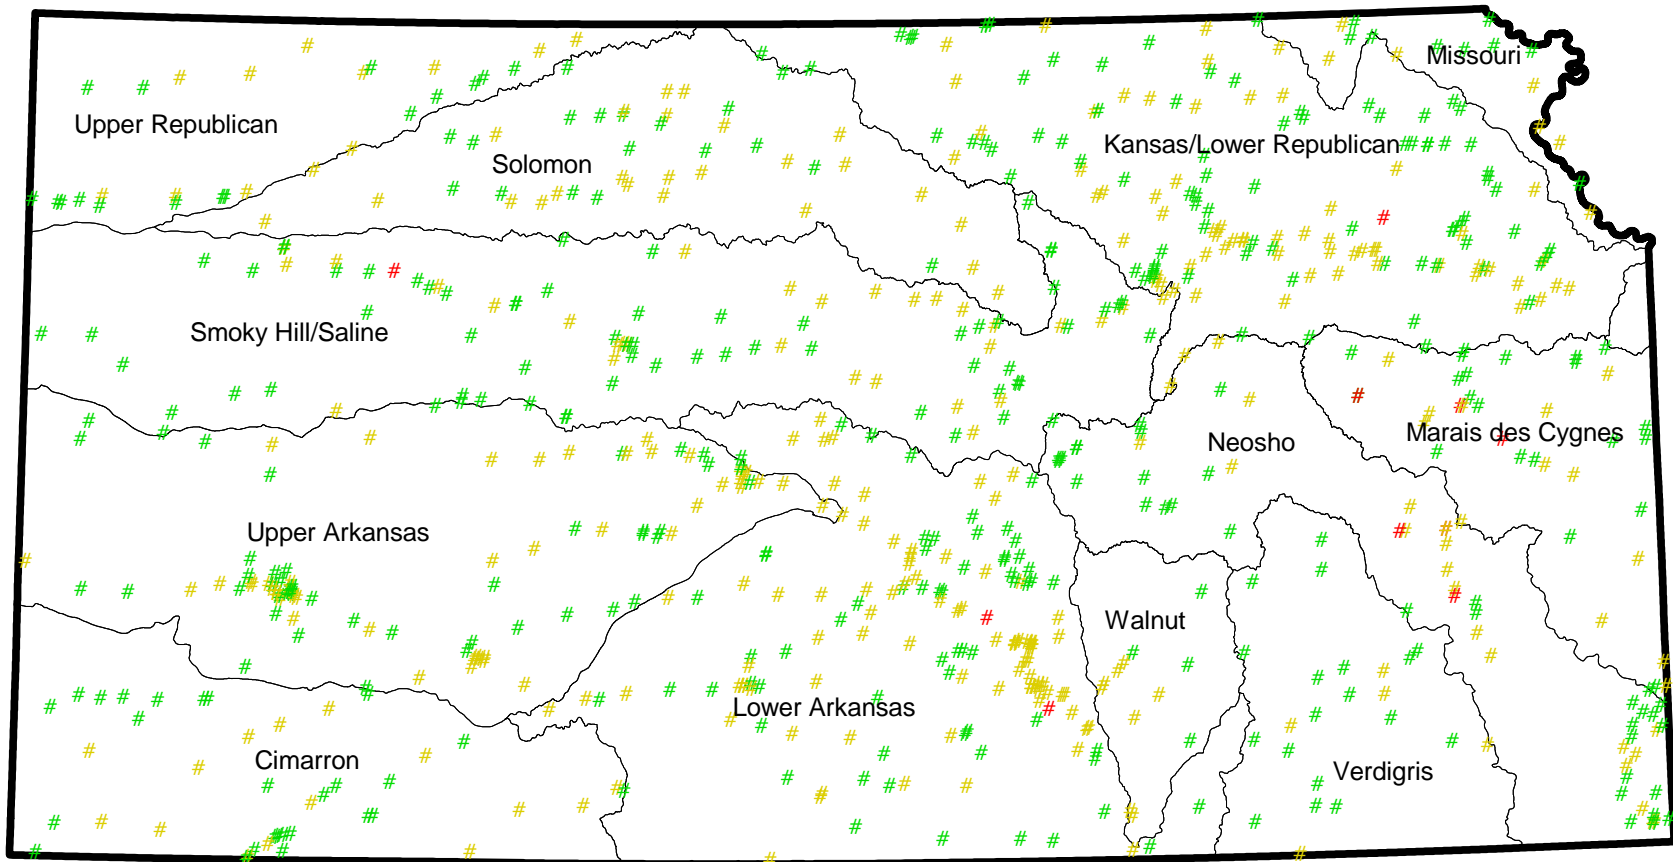 Missouri
Upper Republican
Kansas/Lower Republican
Solomon
Smoky Hill/Saline
Marais des Cygnes
Neosho
Upper Arkansas
Walnut
Lower Arkansas
Cimarron
Verdigris